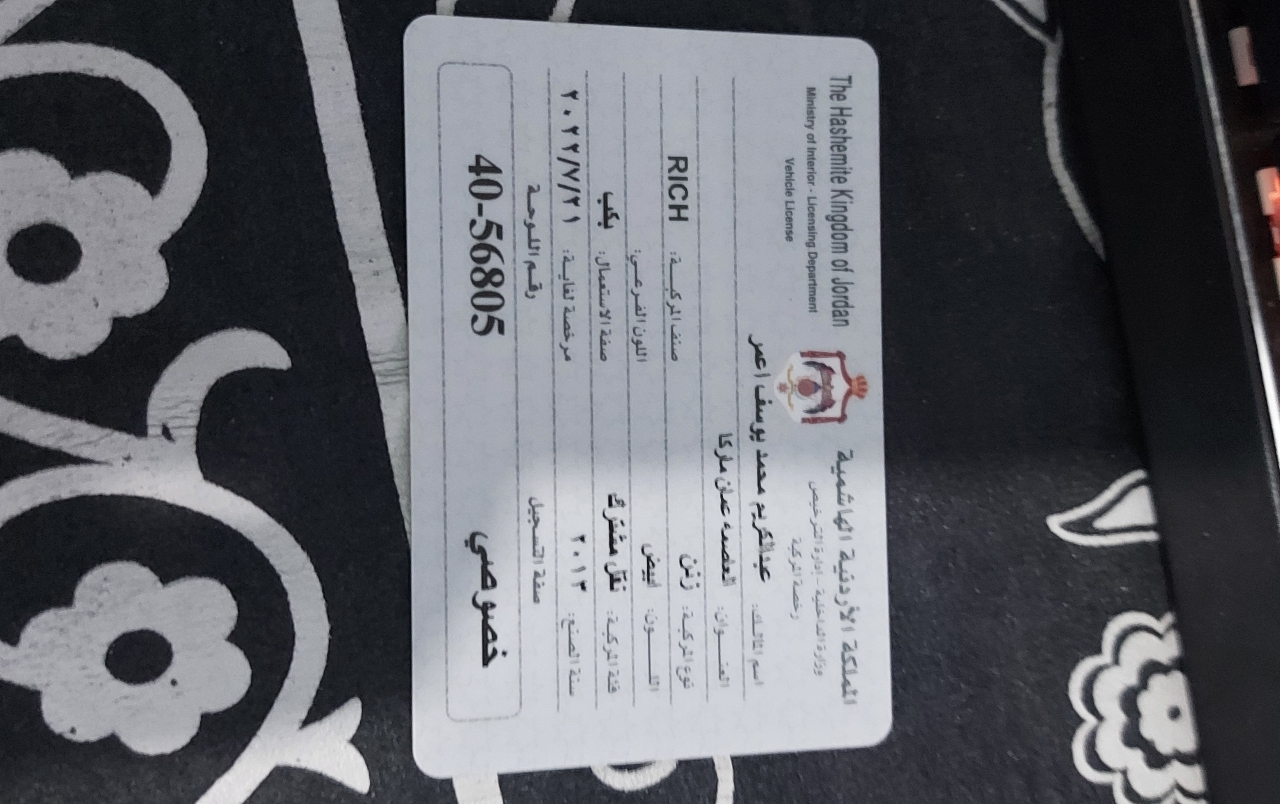 The Hashemite Kingdom of Jordan
المملكة الأردنية الهاشمية
Ministry of Interior - Licensing Department
وزارة الداخلية - إدارة الترخيص
Vehicle License
رخصة المركبة
اسم المالك: عبدالكريم محمد يوسف اعمر
العنوان: العاصمه عمان ماركا
نوع المركبة: زنن صنف المركبة: RICH
اللون: ابيض اللون الفرعي:
فئة المركبة: نقل مشترك صفة الاستعمال: بكب
سنة الصنع: ٢٠١٣ مرخصة لغاية: ٢٠٢٢/٧/٢١
صفة التسجيل رقم اللوحة
خصوصي 40-56805